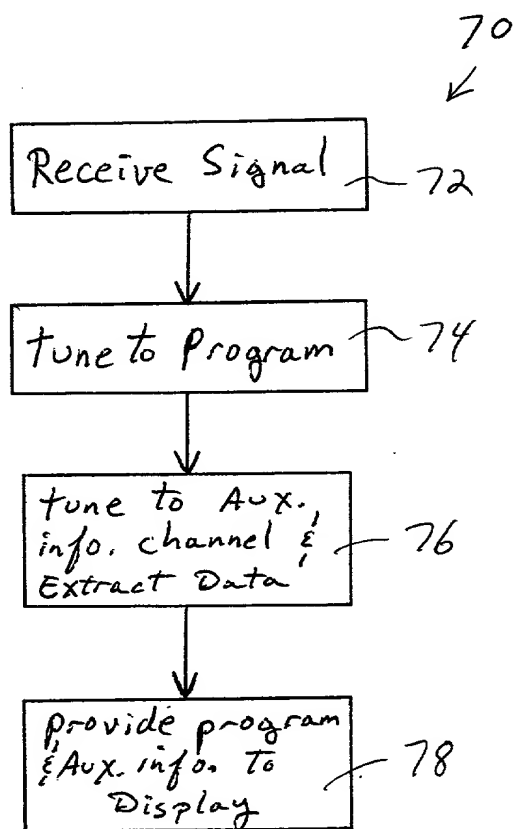 70
Receive Signal
72
tune to Program
74
tune to Aux.
info. channel &
Extract Data
76
provide program
& Aux. info. to
Display
78